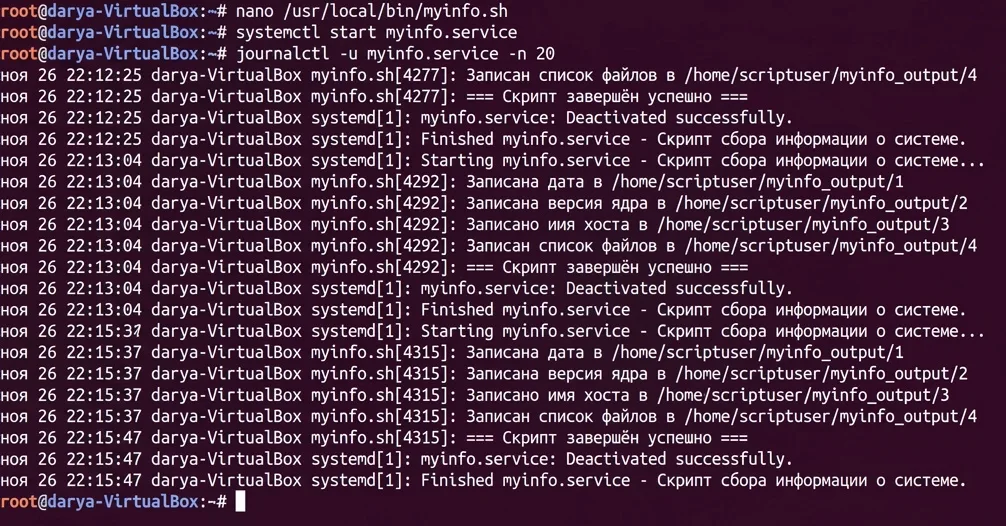 root@darya-VirtualBox:~# nano /usr/local/bin/myinfo.sh
root@darya-VirtualBox:~# systemctl start myinfo.service
root@darya-VirtualBox:~# journalctl -u myinfo.service -n 20
ноя 26 22:12:25 darya-VirtualBox myinfo.sh[4277]: Записан список файлов в /home/scriptuser/myinfo_output/4
ноя 26 22:12:25 darya-VirtualBox myinfo.sh[4277]: === Скрипт завершён успешно ===
ноя 26 22:12:25 darya-VirtualBox systemd[1]: myinfo.service: Deactivated successfully.
ноя 26 22:12:25 darya-VirtualBox systemd[1]: Finished myinfo.service - Скрипт сбора информации о системе.
ноя 26 22:13:04 darya-VirtualBox systemd[1]: Starting myinfo.service - Скрипт сбора информации о системе...
ноя 26 22:13:04 darya-VirtualBox myinfo.sh[4292]: Записана дата в /home/scriptuser/myinfo_output/1
ноя 26 22:13:04 darya-VirtualBox myinfo.sh[4292]: Записана версия ядра в /home/scriptuser/myinfo_output/2
ноя 26 22:13:04 darya-VirtualBox myinfo.sh[4292]: Записано иия хоста в /home/scriptuser/myinfo_output/3
ноя 26 22:13:04 darya-VirtualBox myinfo.sh[4292]: Записан список файлов в /home/scriptuser/myinfo_output/4
ноя 26 22:13:04 darya-VirtualBox myinfo.sh[4292]: === Скрипт завершён успешно ===
ноя 26 22:13:04 darya-VirtualBox systemd[1]: myinfo.service: Deactivated successfully.
ноя 26 22:13:04 darya-VirtualBox systemd[1]: Finished myinfo.service - Скрипт сбора информации о системе.
ноя 26 22:15:37 darya-VirtualBox systemd[1]: Starting myinfo.service - Скрипт сбора информации о системе...
ноя 26 22:15:37 darya-VirtualBox myinfo.sh[4315]: Записана дата в /home/scriptuser/myinfo_output/1
ноя 26 22:15:37 darya-VirtualBox myinfo.sh[4315]: Записана версия ядра в /home/scriptuser/myinfo_output/2
ноя 26 22:15:37 darya-VirtualBox myinfo.sh[4315]: Записано имя хоста в /home/scriptuser/myinfo_output/3
ноя 26 22:15:37 darya-VirtualBox myinfo.sh[4315]: Записан список файлов в /home/scriptuser/myinfo_output/4
ноя 26 22:15:47 darya-VirtualBox myinfo.sh[4315]: === Скрипт завершён успешно ===
ноя 26 22:15:47 darya-VirtualBox systemd[1]: myinfo.service: Deactivated successfully.
ноя 26 22:15:47 darya-VirtualBox systemd[1]: Finished myinfo.service - Скрипт сбора информации о системе.
root@darya-VirtualBox:~#